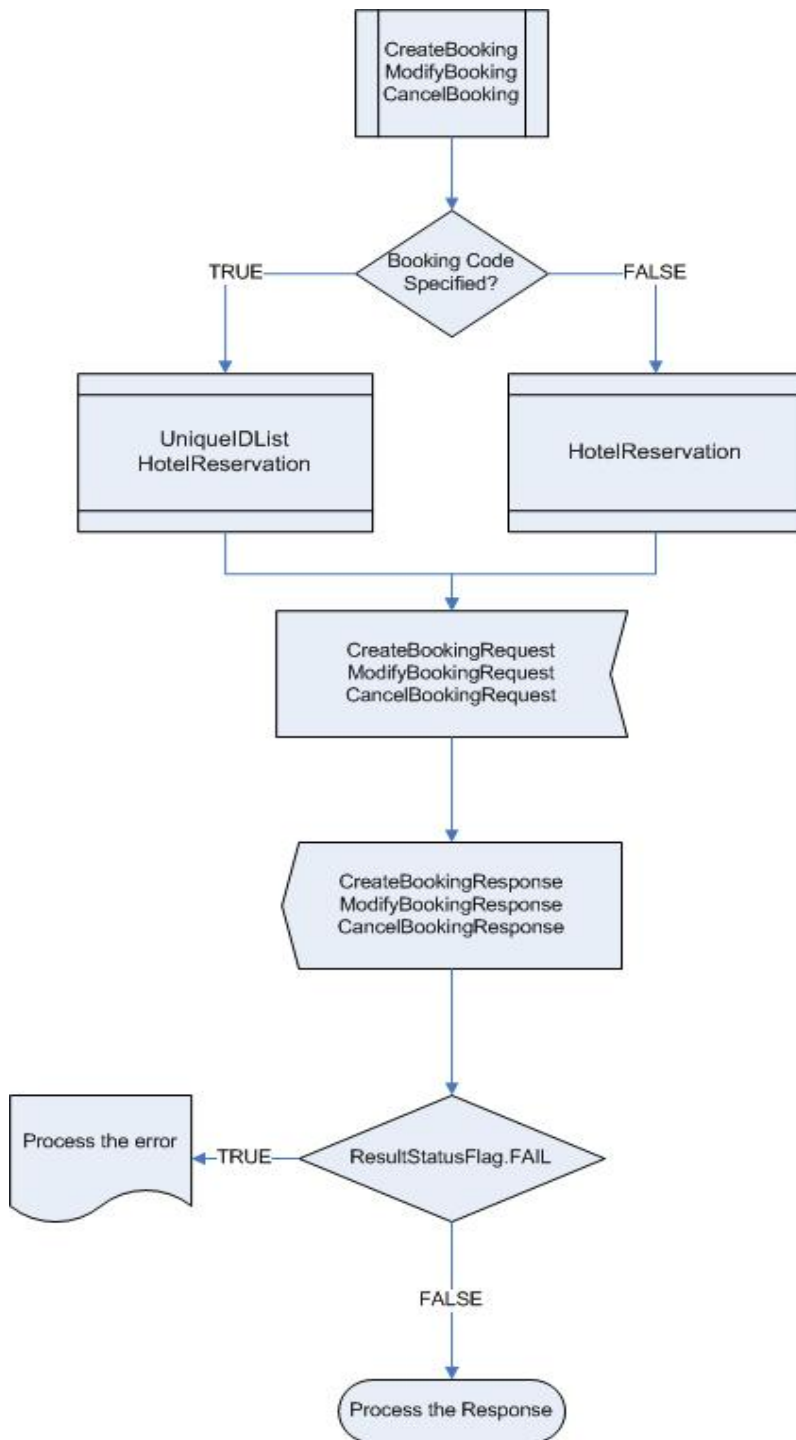 CreateBooking
ModifyBooking
CancelBooking
Booking Code
Specified?
TRUE
FALSE
UniqueIDList
HotelReservation
HotelReservation
CreateBookingRequest
ModifyBookingRequest
CancelBookingRequest
CreateBookingResponse
ModifyBookingResponse
CancelBookingResponse
Process the error
TRUE
ResultStatusFlag.FAIL
FALSE
Process the Response